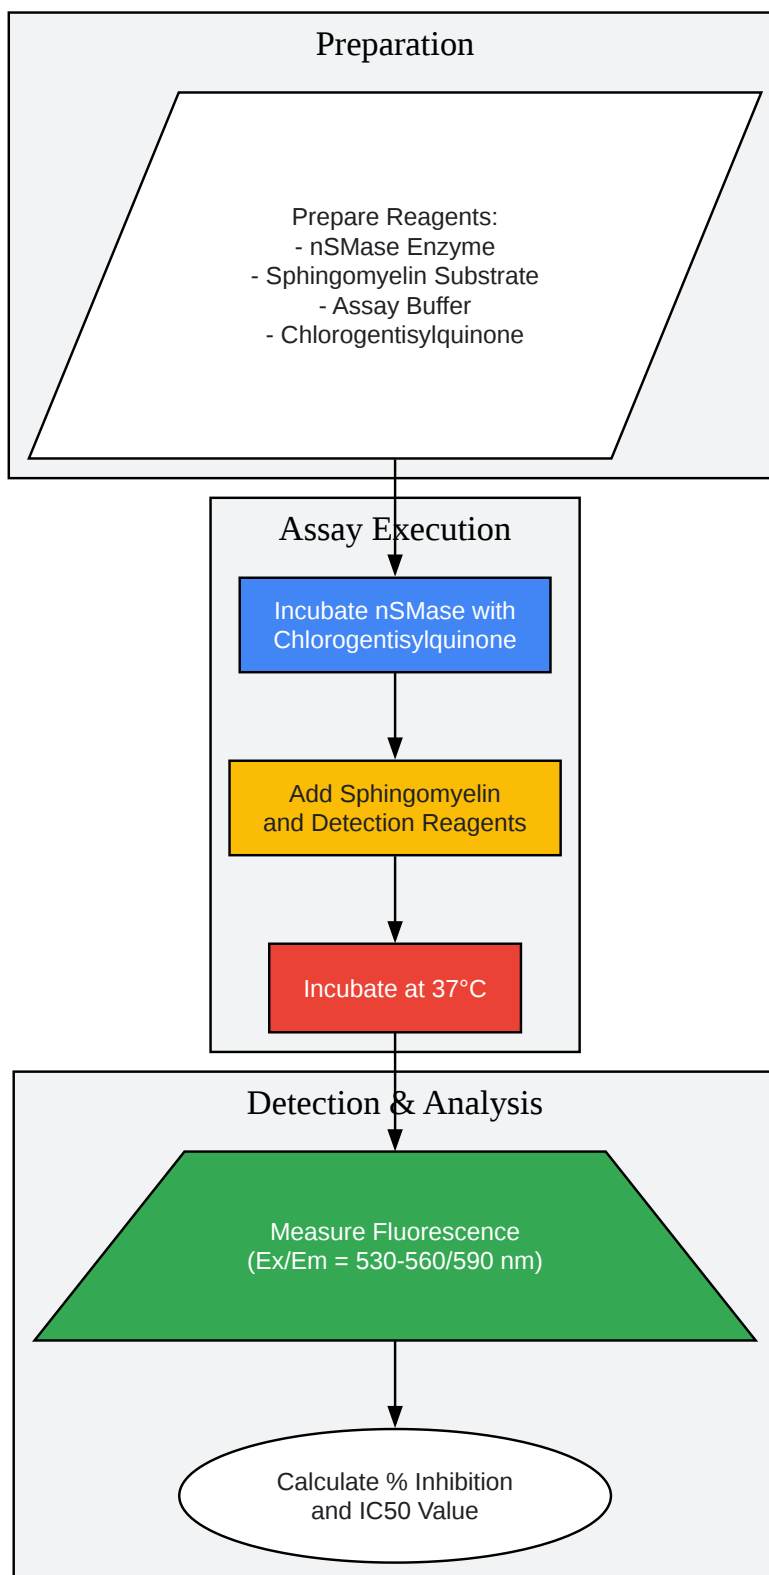 Preparation
Prepare Reagents:
- nSMase Enzyme
- Sphingomyelin Substrate
- Assay Buffer
- Chlorogentisylquinone
Assay Execution
Incubate nSMase with
Chlorogentisylquinone
Add Sphingomyelin
and Detection Reagents
Incubate at 37°C
Detection & Analysis
Measure Fluorescence
(Ex/Em = 530-560/590 nm)
Calculate % Inhibition
and IC50 Value